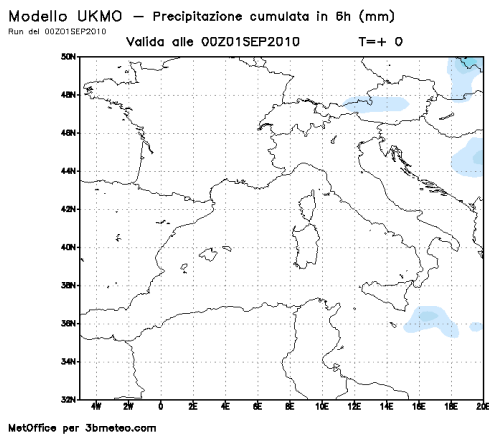 Modello UKMO — Precipitazione cumulata in 6h (mm)
Run del 00Z01SEP2010
Valida alle 00Z01SEP2010 T=+ 0
50N
48N
46N
44N
42N
40N
38N
36N
34N
32N
4W 2W 0 2E 4E 6E 8E 10E 12E 14E 16E 18E 20E
MetOffice per 3bmeteo.com